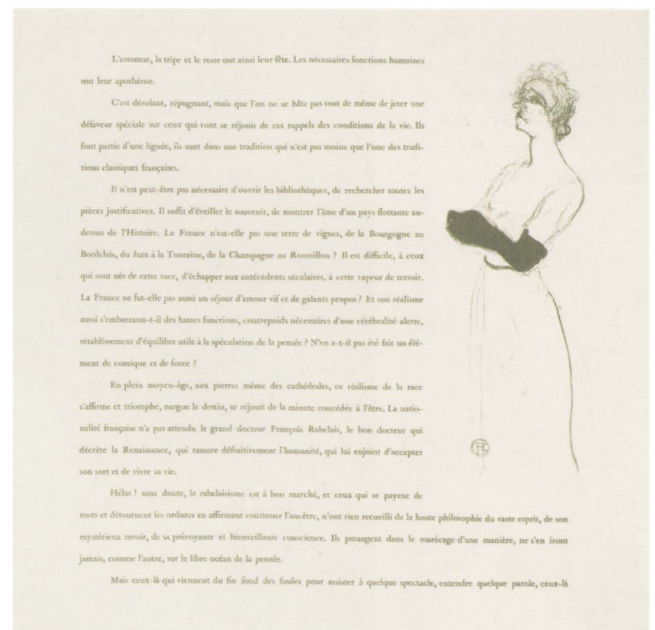 L'estomac, la tripe et le reste ont ainsi leur fête. Les nécessaires fonctions humaines
ont leur apothéose.
C'est désolant, répugnant, mais que l'on ne se hâte pas tout de même de jeter une
défaveur spéciale sur ceux qui vont se réjouir de ces rappels des conditions de la vie. Ils
font partie d'une lignée, ils sont dans une tradition qui n'est pas moins que l'une des tradi-
tions classiques françaises.
Il n'est peut-être pas nécessaire d'ouvrir les bibliothèques, de rechercher toutes les
pièces justificatives. Il suffit d'éveiller le souvenir, de montrer l'âme d'un pays flottante au-
dessus de l'Histoire. La France n'est-elle pas une terre de vignes, de la Bourgogne au
Bordelais, du Jura à la Touraine, de la Champagne au Roussillon ? Il est difficile, à ceux
qui sont nés de cette race, d'échapper aux antécédents séculaires, à cette vapeur de terroir.
La France ne fut-elle pas aussi un séjour d'amour vif et de galants propos ? Et son réalisme
aussi s'embarrassa-t-il des basses fonctions, contrepoids nécessaires d'une cérébralité alerte,
rétablissement d'équilibre utile à la spéculation de la pensée ? N'en a-t-il pas été fait un élé-
ment de comique et de force ?
En plein moyen-âge, aux pierres même des cathédrales, ce réalisme de la race
s'affirme et triomphe, nargue le destin, se réjouit de la minute concédée à l'être. La natio-
nalité française n'a pas attendu le grand docteur François Rabelais, le bon docteur qui
décrète la Renaissance, qui rassure définitivement l'humanité, qui lui enjoint d'accepter
son sort et de vivre sa vie.
Hélas ! sans doute, le rabelaisisme est à bon marché, et ceux qui se payent de
mots et détournent les ordures en affirmant continuer l'ancêtre, n'ont rien recueilli de la haute philosophie du vaste esprit, de son
mystérieux savoir, de sa prévoyante et bienveillante conscience. Ils pataugent dans le marécage d'une manière, ne s'en iront
jamais, comme l'autre, sur le libre océan de la pensée.
Mais ceux-là qui viennent du fin fond des foules pour assister à quelque spectacle, entendre quelque parole, ceux-là